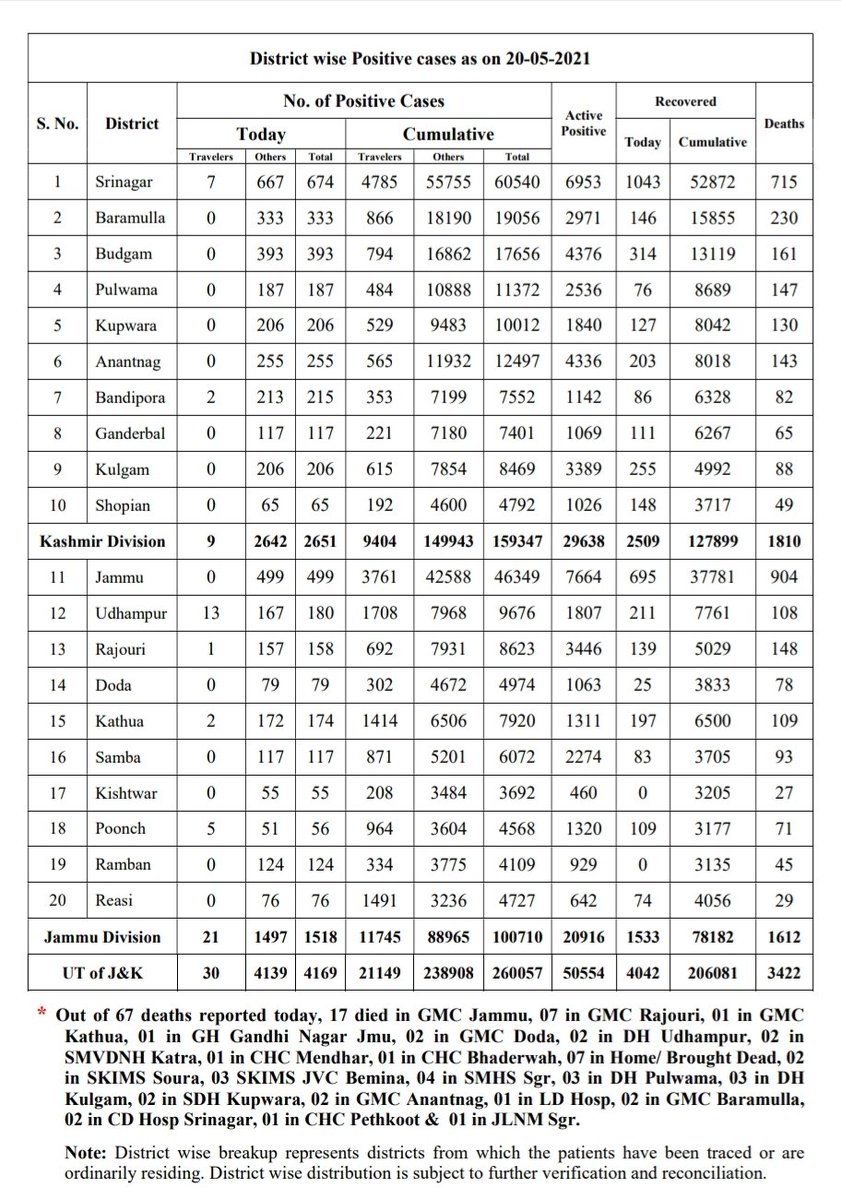 District wise Positive cases as on 20-05-2021
S. No. District No. of Positive Cases Active Positive Recovered Deaths
Today Cumulative Today Cumulative
Travelers Others Total Travelers Others Total
1 Srinagar 7 667 674 4785 55755 60540 6953 1043 52872 715
2 Baramulla 0 333 333 866 18190 19056 2971 146 15855 230
3 Budgam 0 393 393 794 16862 17656 4376 314 13119 161
4 Pulwama 0 187 187 484 10888 11372 2536 76 8689 147
5 Kupwara 0 206 206 529 9483 10012 1840 127 8042 130
6 Anantnag 0 255 255 565 11932 12497 4336 203 8018 143
7 Bandipora 2 213 215 353 7199 7552 1142 86 6328 82
8 Ganderbal 0 117 117 221 7180 7401 1069 111 6267 65
9 Kulgam 0 206 206 615 7854 8469 3389 255 4992 88
10 Shopian 0 65 65 192 4600 4792 1026 148 3717 49
Kashmir Division 9 2642 2651 9404 149943 159347 29638 2509 127899 1810
11 Jammu 0 499 499 3761 42588 46349 7664 695 37781 904
12 Udhampur 13 167 180 1708 7968 9676 1807 211 7761 108
13 Rajouri 1 157 158 692 7931 8623 3446 139 5029 148
14 Doda 0 79 79 302 4672 4974 1063 25 3833 78
15 Kathua 2 172 174 1414 6506 7920 1311 197 6500 109
16 Samba 0 117 117 871 5201 6072 2274 83 3705 93
17 Kishtwar 0 55 55 208 3484 3692 460 0 3205 27
18 Poonch 5 51 56 964 3604 4568 1320 109 3177 71
19 Ramban 0 124 124 334 3775 4109 929 0 3135 45
20 Reasi 0 76 76 1491 3236 4727 642 74 4056 29
Jammu Division 21 1497 1518 11745 88965 100710 20916 1533 78182 1612
UT of J&K 30 4139 4169 21149 238908 260057 50554 4042 206081 3422
* Out of 67 deaths reported today, 17 died in GMC Jammu, 07 in GMC Rajouri, 01 in GMC
Kathua, 01 in GH Gandhi Nagar Jmu, 02 in GMC Doda, 02 in DH Udhampur, 02 in
SMVDNH Katra, 01 in CHC Mendhar, 01 in CHC Bhaderwah, 07 in Home/ Brought Dead, 02
in SKIMS Soura, 03 SKIMS JVC Bemina, 04 in SMHS Sgr, 03 in DH Pulwama, 03 in DH
Kulgam, 02 in SDH Kupwara, 02 in GMC Anantnag, 01 in LD Hosp, 02 in GMC Baramulla,
02 in CD Hosp Srinagar, 01 in CHC Pethkoot & 01 in JLNM Sgr.
Note: District wise breakup represents districts from which the patients have been traced or are
ordinarily residing. District wise distribution is subject to further verification and reconciliation.